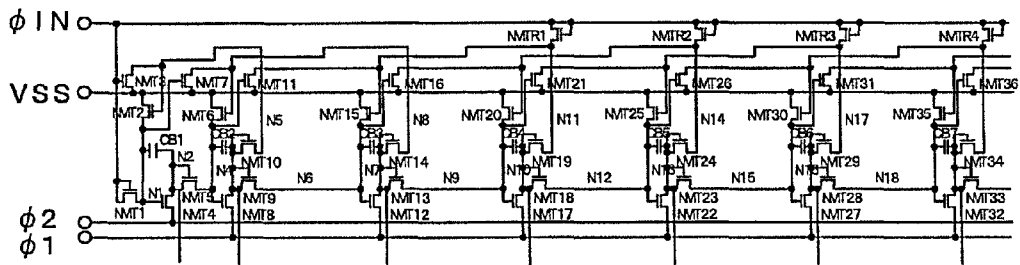 φIN
NMTR1 NMTR2 NMTR3 NMTR4
NMT3 NMT7 NMT11 NMT16 NMT21 NMT26 NMT31 NMT36
VSS
NMT2 NMT6 N5 NMT15 N8 NMT20 N11 NMT25 N14 NMT30 N17 NMT35
CB1 CB2 CB3 CB4 CB5 CB6 CB7
N2 NMT10 NMT14 NMT19 NMT24 NMT29 NMT34
N1 N4 N6 N7 N9 N10 N12 N15 N18
NMT5 NMT9 NMT13 NMT18 NMT23 NMT28 NMT33
NMT1 NMT4 NMT8 NMT12 NMT17 NMT22 NMT27 NMT32
φ2
φ1